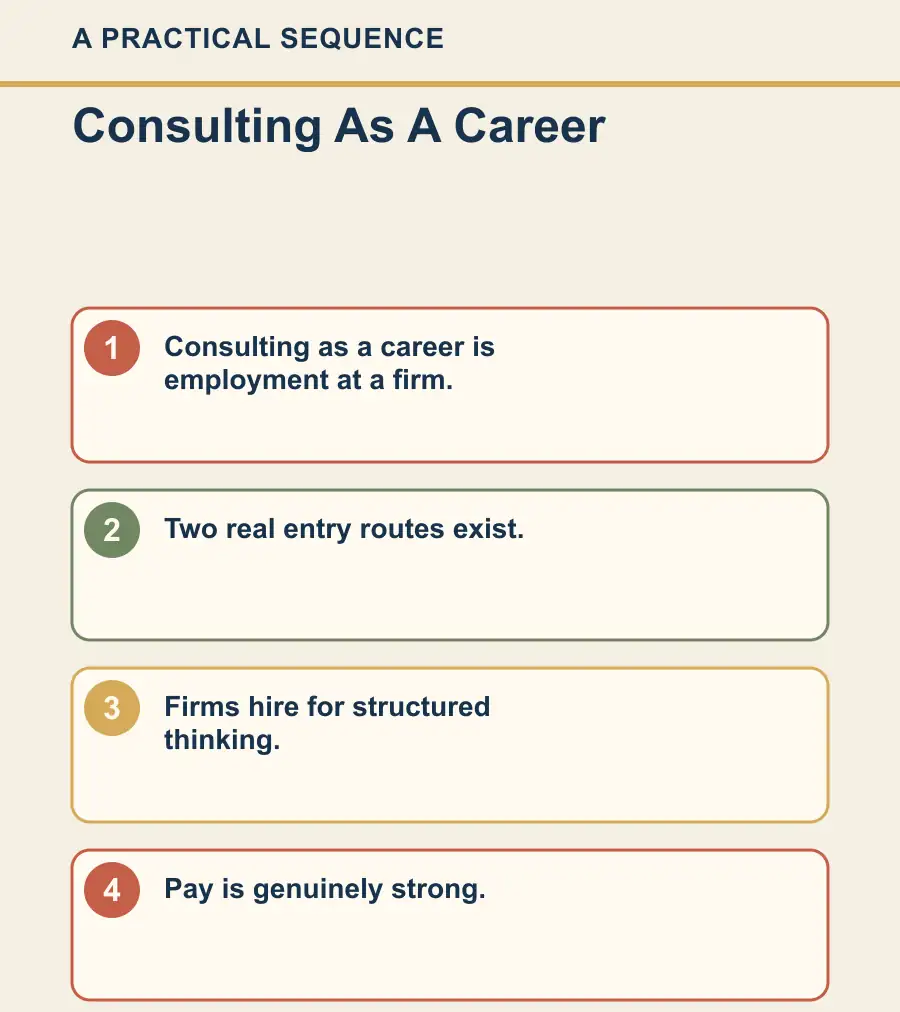 A PRACTICAL SEQUENCE
Consulting As A Career
1
Consulting as a career is
employment at a firm.
2
Two real entry routes exist.
3
Firms hire for structured
thinking.
4
Pay is genuinely strong.